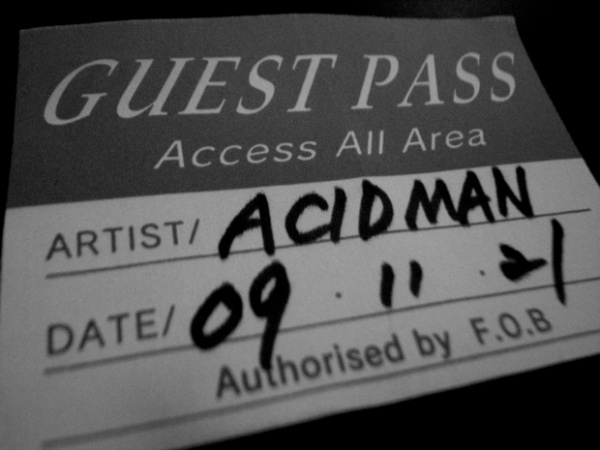 GUEST PASS
Access All Area
ARTIST/ ACIDMAN
DATE/ 09.11.21
Authorised by F.O.B